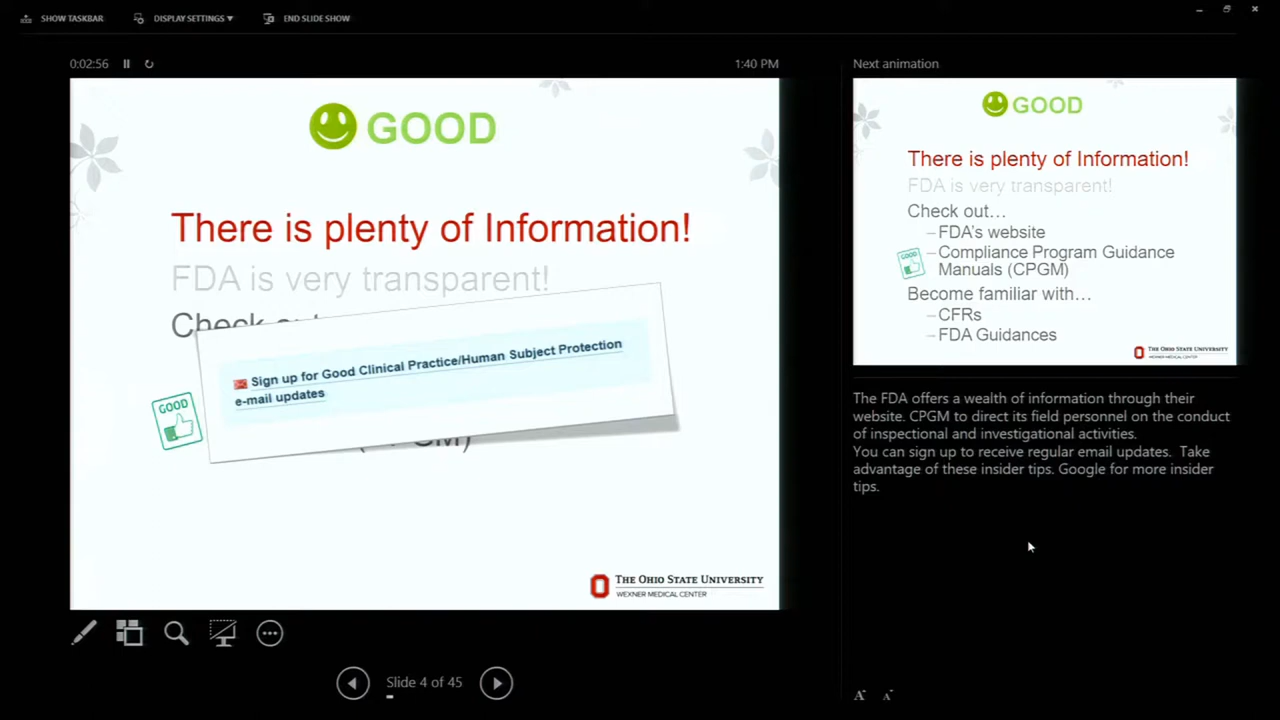 SHOW TASKBAR
DISPLAY SETTINGS
END SLIDE SHOW
0:02:56
1:40 PM
GOOD
There is plenty of Information!
FDA is very transparent!
Check out
Sign up for Good Clinical Practice/Human Subject Protection
e-mail updates
GOOD
THE OHIO STATE UNIVERSITY
WEXNER MEDICAL CENTER
Slide 4 of 45
Next animation
GOOD
There is plenty of Information!
FDA is very transparent!
Check out…
–FDA's website
–Compliance Program Guidance
Manuals (CPGM)
GOOD
Become familiar with…
–CFRs
–FDA Guidances
THE OHIO STATE UNIVERSITY
WEXNER MEDICAL CENTER
The FDA offers a wealth of information through their
website. CPGM to direct its field personnel on the conduct
of inspectional and investigational activities.
You can sign up to receive regular email updates. Take
advantage of these insider tips. Google for more insider
tips.
A
A